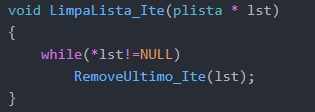 void LimpaLista_Ite(plista * lst)
{
    while(*lst!=NULL)
        RemoveUltimo_Ite(lst);
}